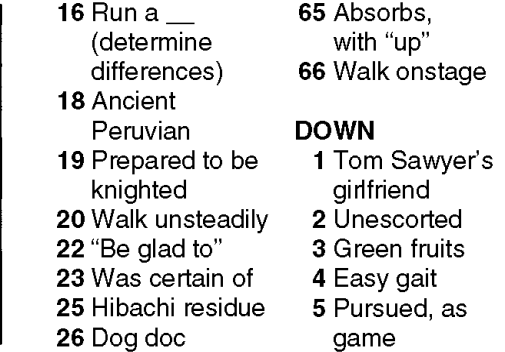 16 Run a __
(determine
differences)
18 Ancient
Peruvian
19 Prepared to be
knighted
20 Walk unsteadily
22 “Be glad to”
23 Was certain of
25 Hibachi residue
26 Dog doc
65 Absorbs,
with “up”
66 Walk onstage
DOWN
1 Tom Sawyer’s
girlfriend
2 Unescorted
3 Green fruits
4 Easy gait
5 Pursued, as
game